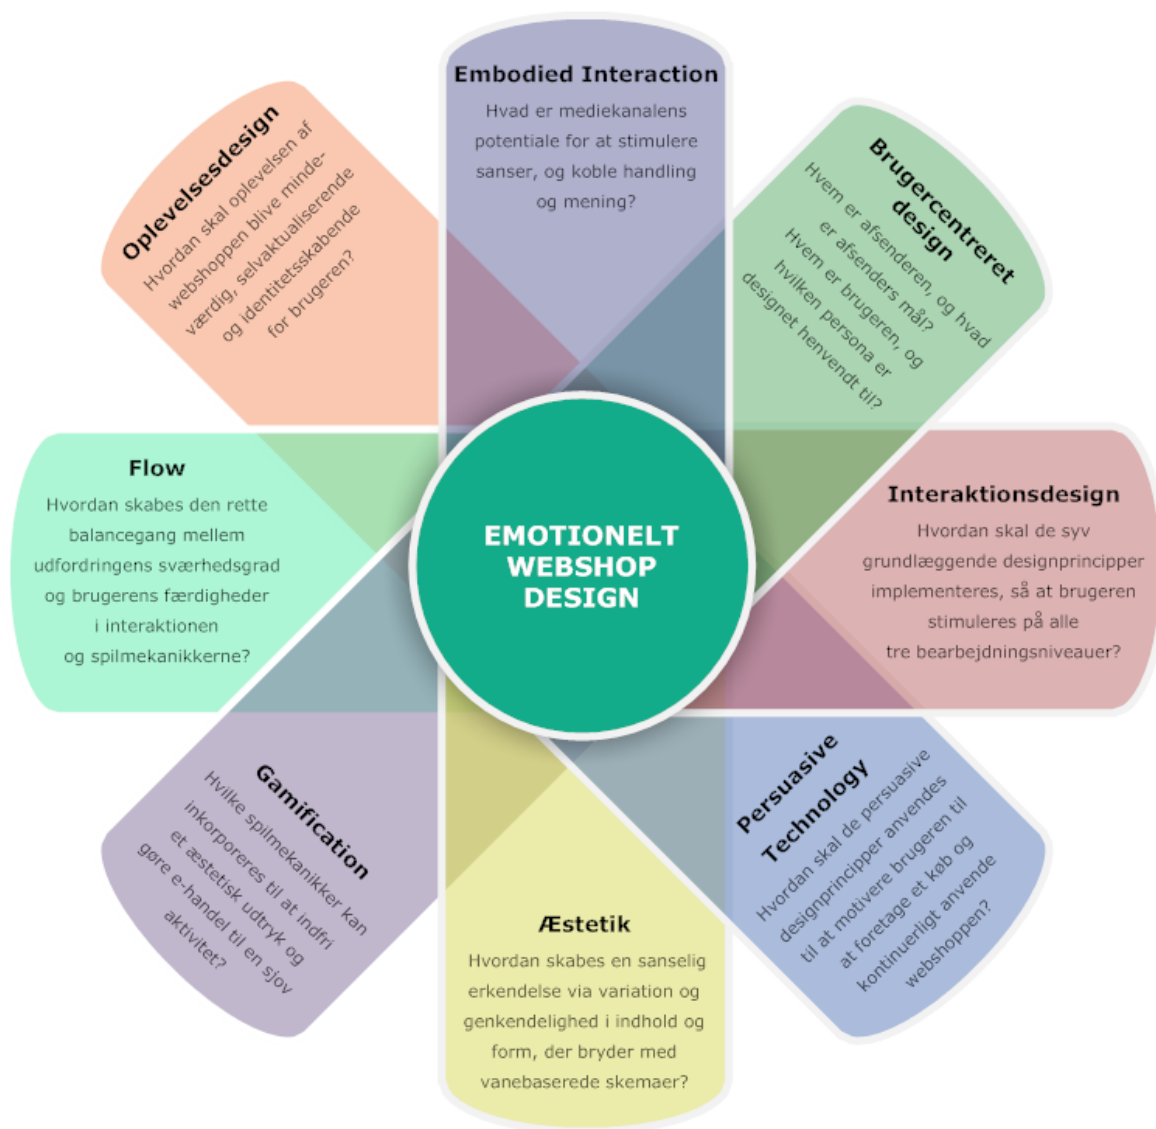 Embodied Interaction
Hvad er mediekanalens
potentiale for at stimulere
sanser, og koble handling
og mening?
Brugercentreret
design
Hvem er afsenderen, og hvad
er afsenders mål?
Hvem er brugeren, og
hvilken persona er
designet henvendt til?
Interaktionsdesign
Hvordan skal de syv
grundlæggende designprincipper
implementeres, så at brugeren
stimuleres på alle
tre bearbejdningsniveauer?
Persuasive
Technology
Hvordan skal de persuasive
designprincipper anvendes
til at motivere brugeren til
at foretage et køb og
kontinuerligt anvende
webshoppen?
Æstetik
Hvordan skabes en sanselig
erkendelse via variation og
genkendelighed i indhold og
form, der bryder med
vanebaserede skemaer?
Gamification
Hvilke spilmekanikker kan
inkorporeres til at indfri
et æstetisk udtryk og
gøre e-handel til en sjov
aktivitet?
Flow
Hvordan skabes den rette
balancegang mellem
udfordringens sværhedsgrad
og brugerens færdigheder
i interaktionen
og spilmekanikkerne?
Oplevelsesdesign
Hvordan skal oplevelsen af
webshoppen blive minde-
værdig, selvaktualiserende
og identitetsskabende
for brugeren?
EMOTIONELT
WEBSHOP
DESIGN